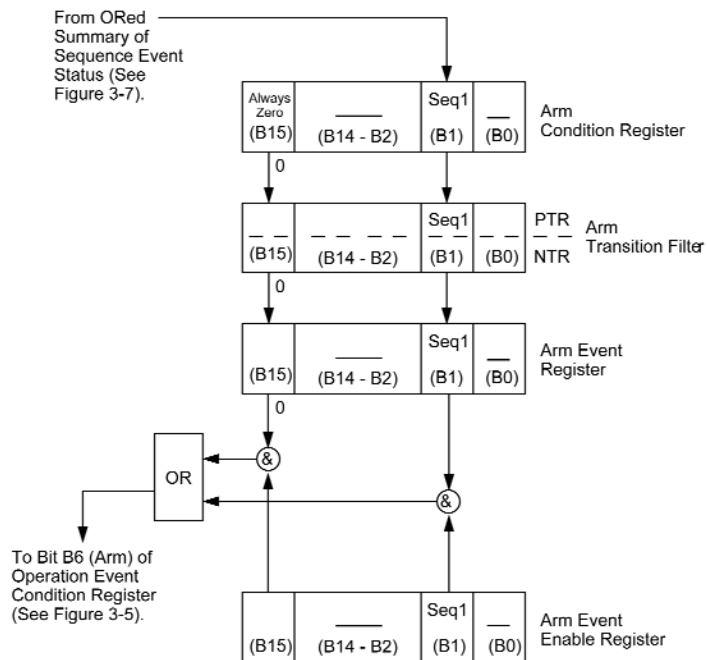 From ORed
Summary of
Sequence Event
Status (See
Figure 3-7).
Always
Zero
(B15)
(B14 - B2)
Seq1
(B1)
(B0)
Arm
Condition Register
0
(B15)
(B14 - B2)
Seq1
(B1)
(B0)
PTR
NTR
Arm
Transition Filter
0
(B15)
(B14 - B2)
Seq1
(B1)
(B0)
Arm Event
Register
0
&
OR
&
To Bit B6 (Arm) of
Operation Event
Condition Register
(See Figure 3-5).
(B15)
(B14 - B2)
Seq1
(B1)
(B0)
Arm Event
Enable Register